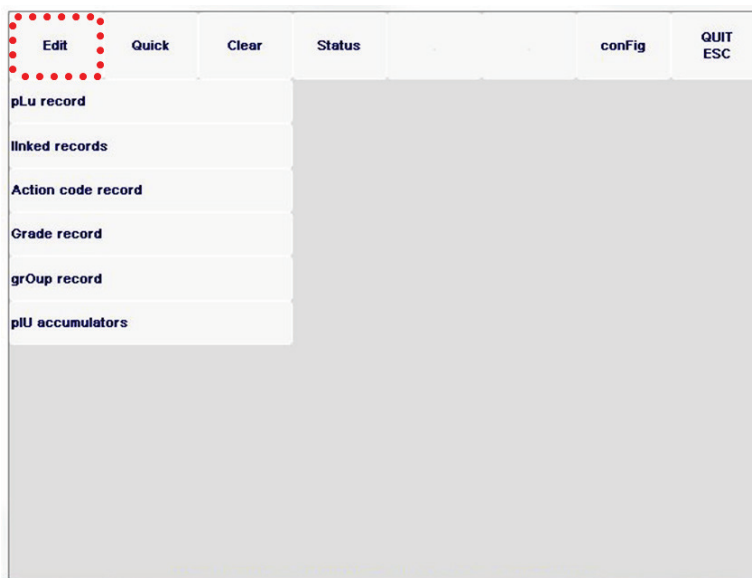 Edit Quick Clear Status conFig QUIT
ESC
pLu record
lInked records
Action code record
Grade record
grOup record
plU accumulators